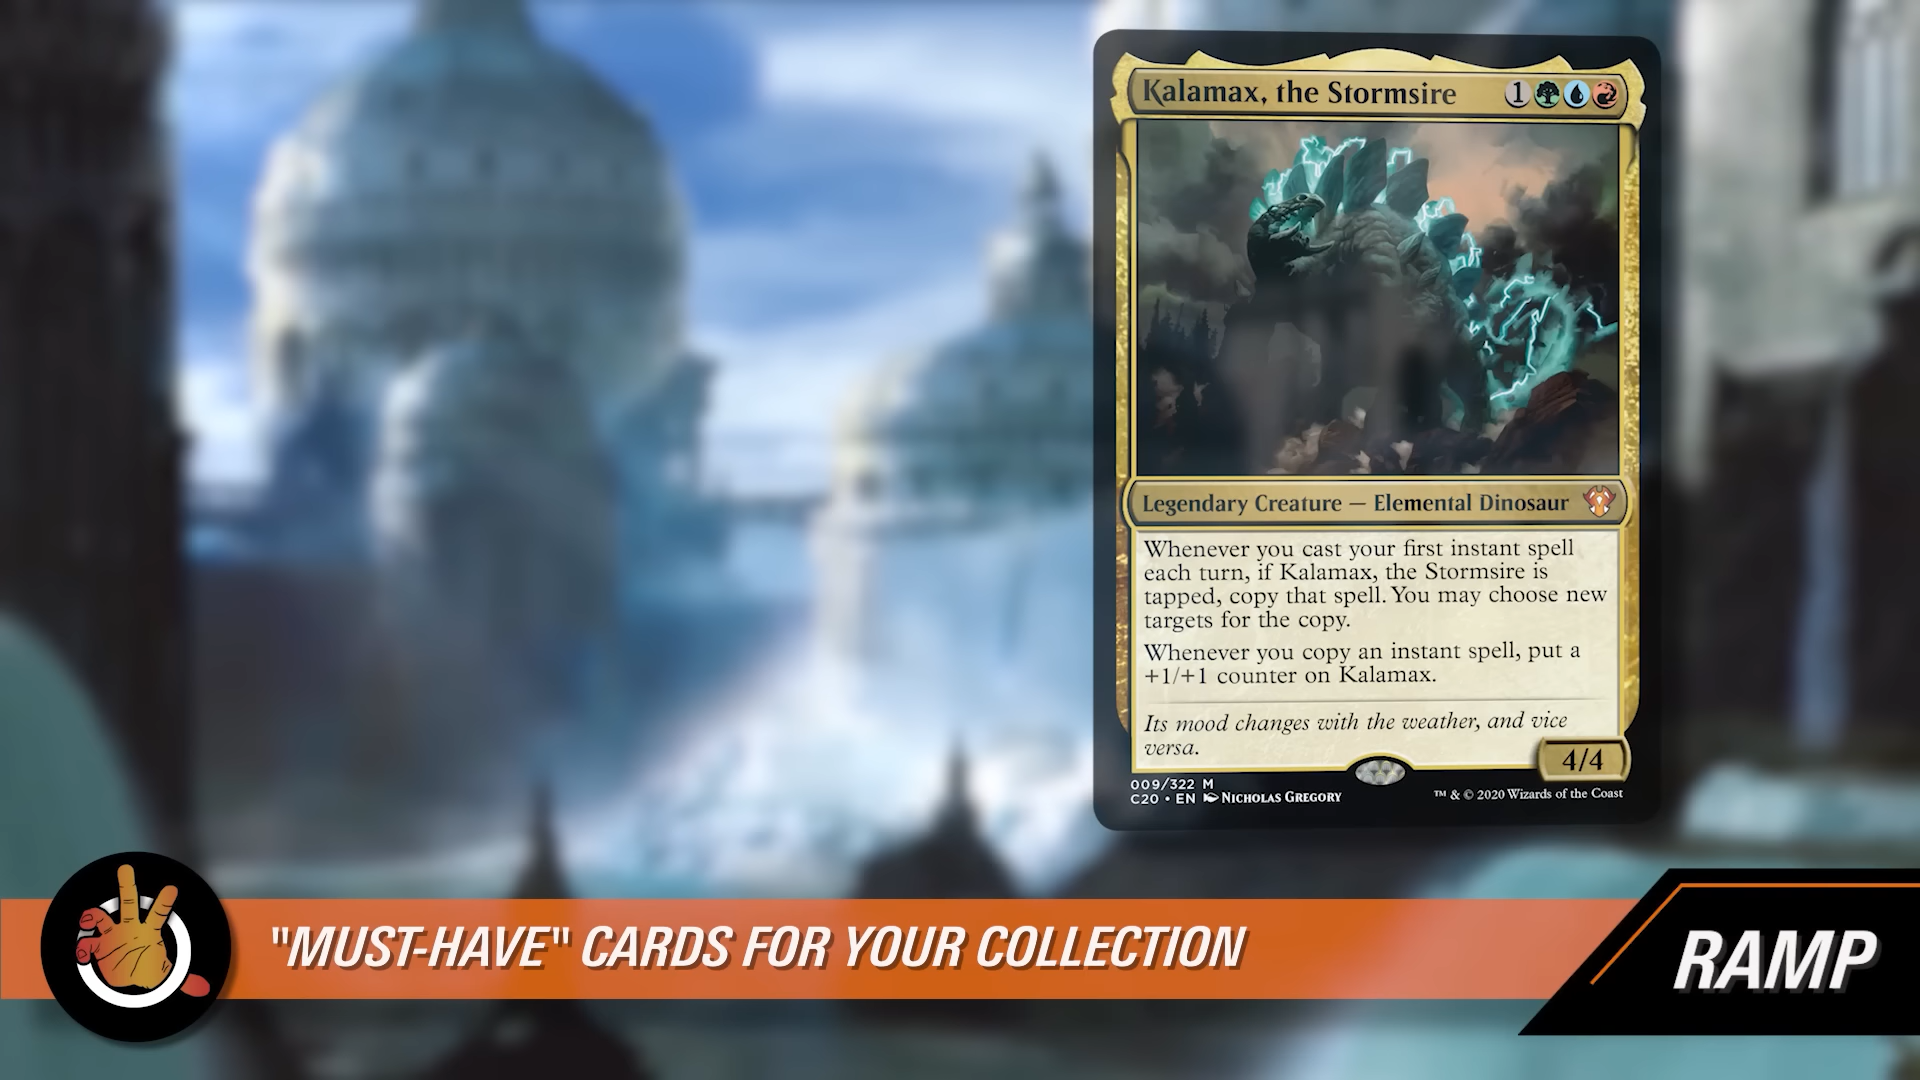 Kalamax, the Stormsire 1
Legendary Creature — Elemental Dinosaur
Whenever you cast your first instant spell
each turn, if Kalamax, the Stormsire is
tapped, copy that spell. You may choose new
targets for the copy.
Whenever you copy an instant spell, put a
+1/+1 counter on Kalamax.
Its mood changes with the weather, and vice
versa.
4/4
009/322 M
C20 • EN NICHOLAS GREGORY
™ & © 2020 Wizards of the Coast
"MUST-HAVE" CARDS FOR YOUR COLLECTION
RAMP